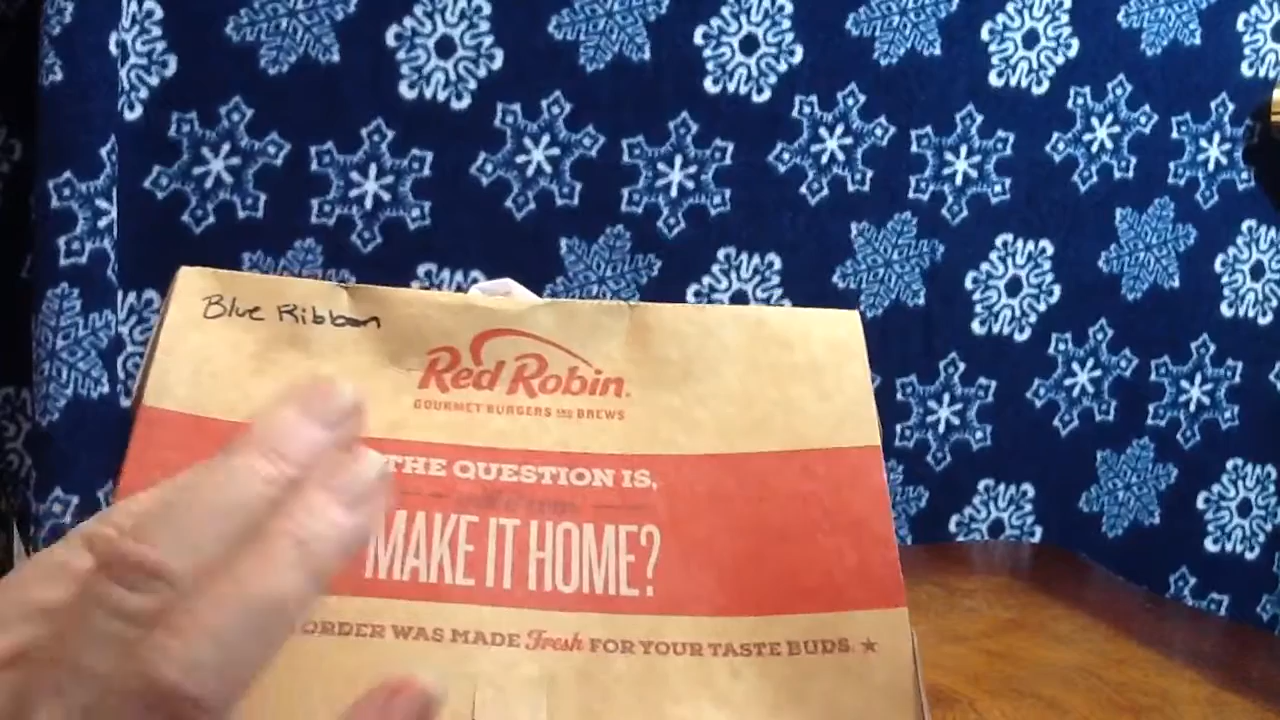 Blue Ribbon
Red Robin.
GOURMET BURGERS AND BREWS
THE QUESTION IS,
MAKE IT HOME?
ORDER WAS MADE Fresh FOR YOUR TASTE BUDS. ★